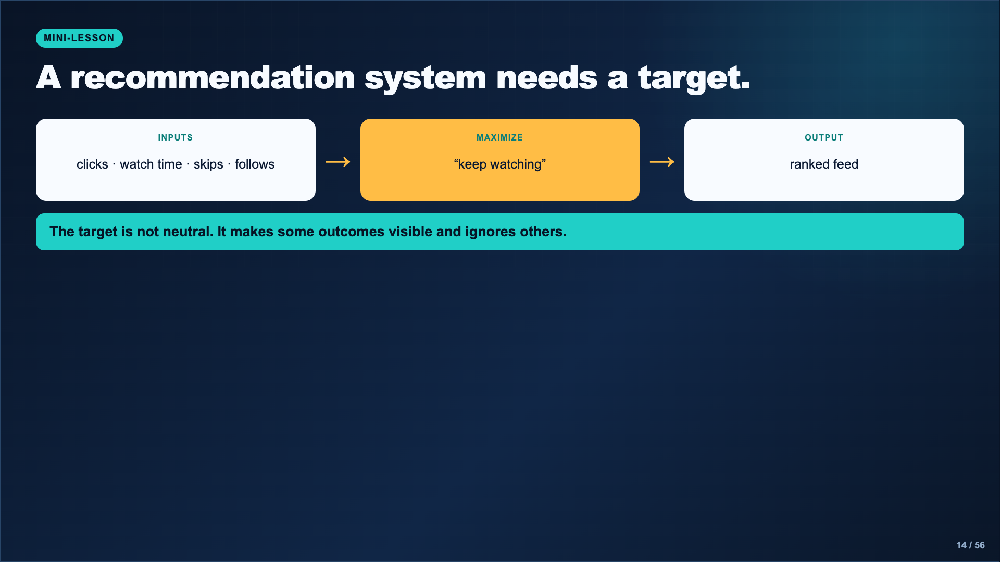 MINI-LESSON
A recommendation system needs a target.
INPUTS
clicks · watch time · skips · follows
→
MAXIMIZE
“keep watching”
→
OUTPUT
ranked feed
The target is not neutral. It makes some outcomes visible and ignores others.
14 / 56